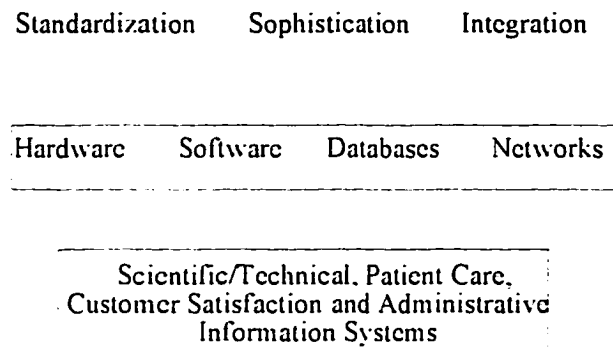 Standardization Sophistication Integration
Hardware Software Databases Networks
Scientific/Technical, Patient Care,
Customer Satisfaction and Administrative
Information Systems